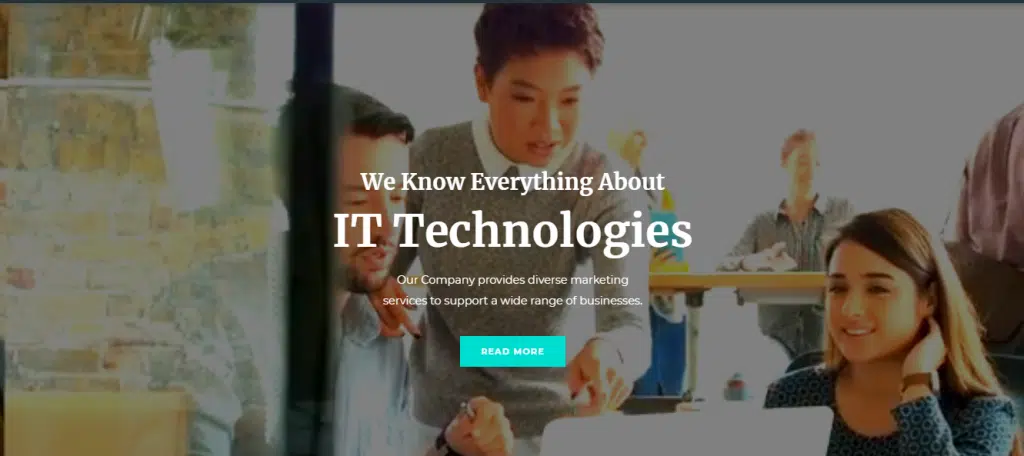 We Know Everything About
IT Technologies
Our Company provides diverse marketing
services to support a wide range of businesses.
READ MORE